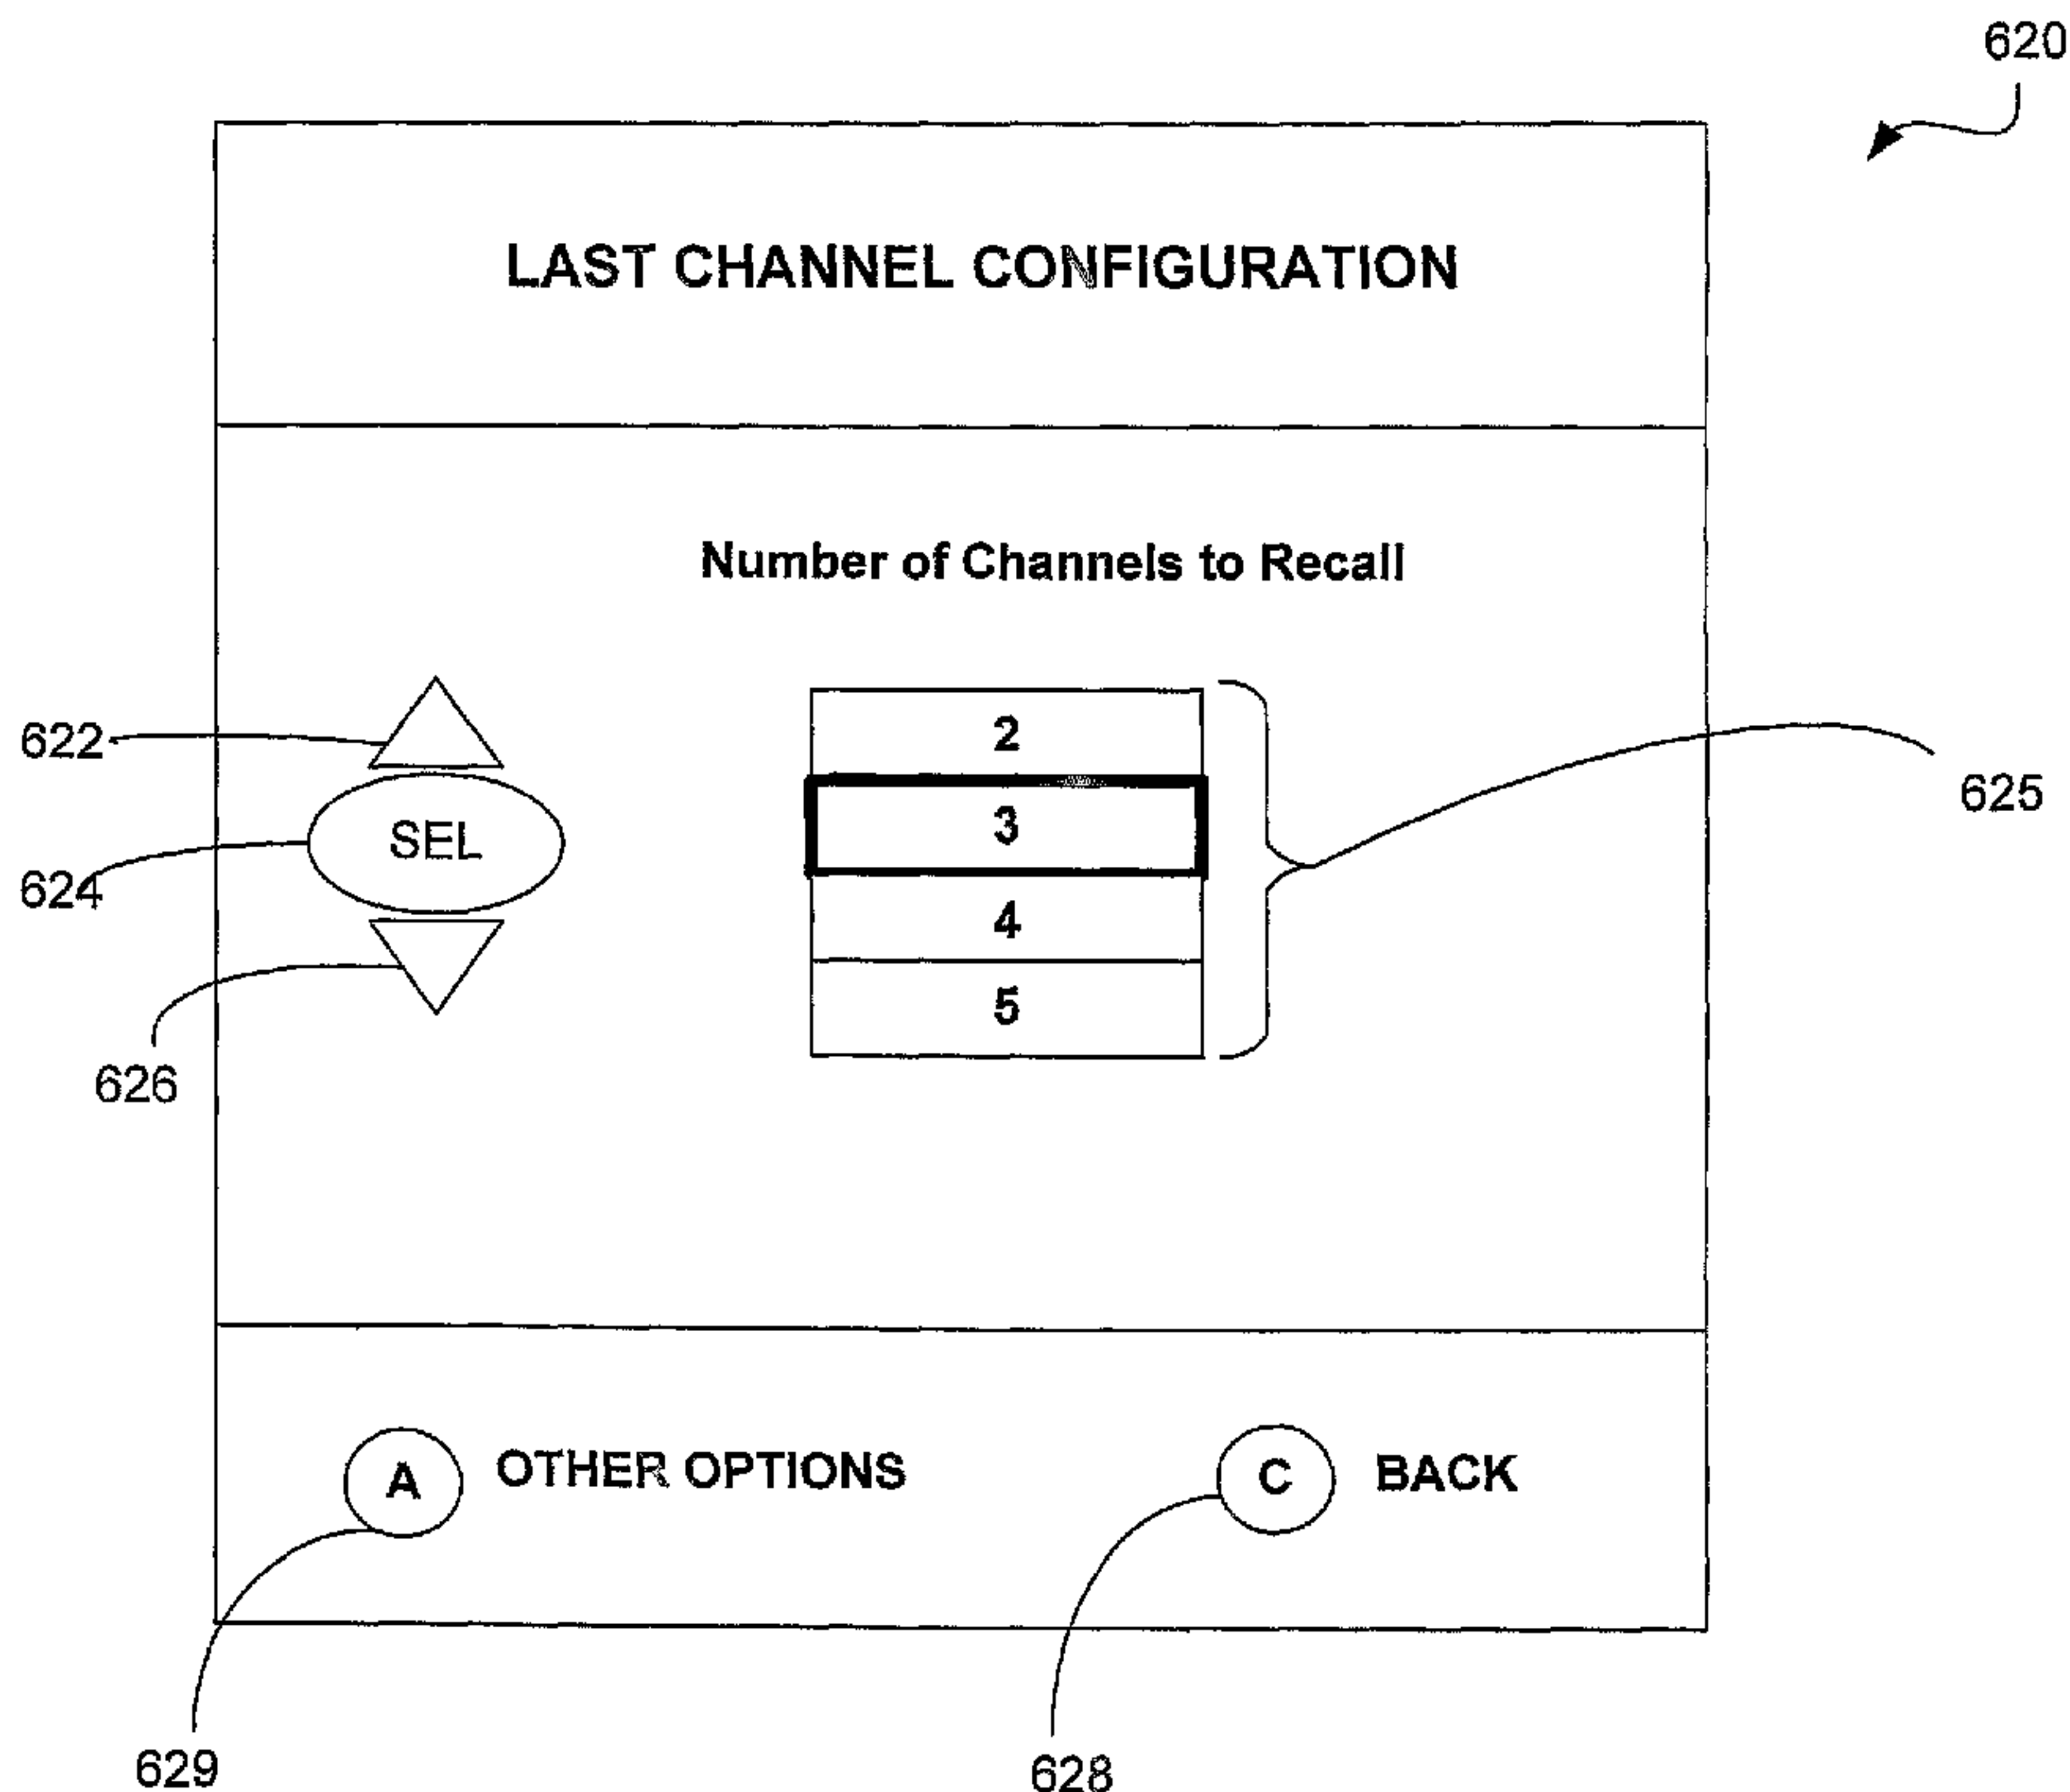 620
LAST CHANNEL CONFIGURATION
Number of Channels to Recall
622
2
625
3
SEL
624
4
5
626
A OTHER OPTIONS
C BACK
629
628